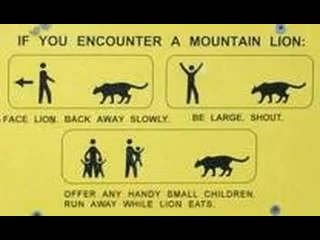 IF YOU ENCOUNTER A MOUNTAIN LION:
FACE LION. BACK AWAY SLOWLY.
BE LARGE. SHOUT.
OFFER ANY HANDY SMALL CHILDREN.
RUN AWAY WHILE LION EATS.